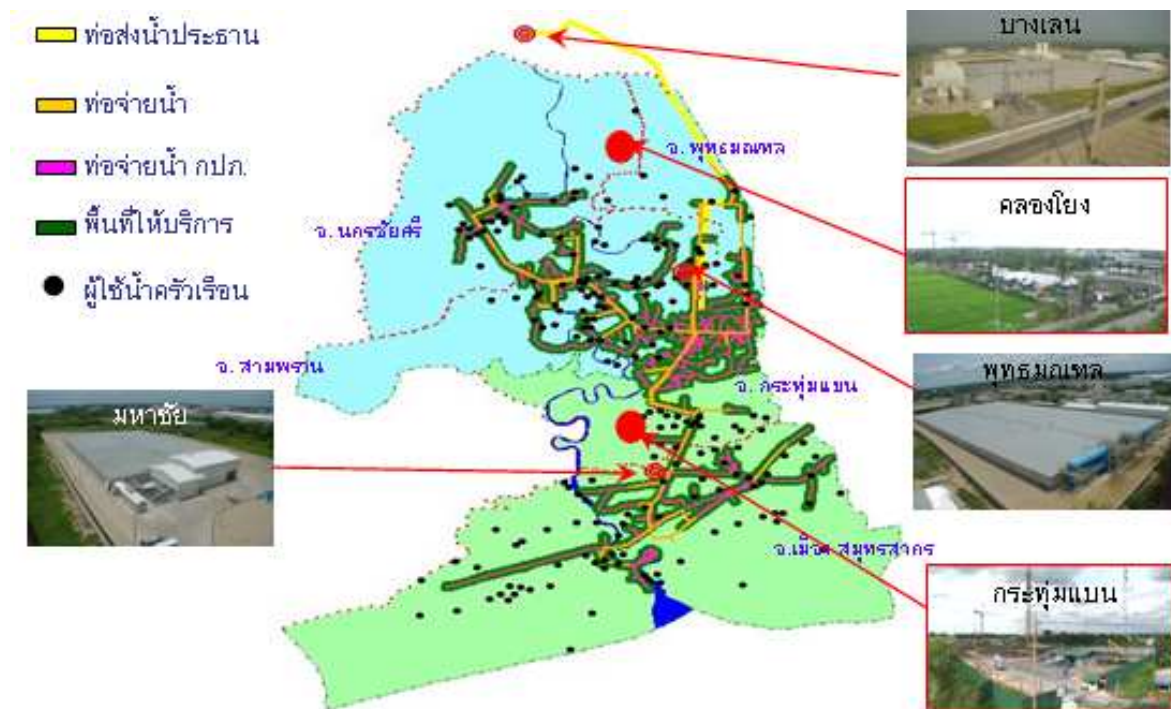 ท่อส่งน้ำประธาน
ท่อจ่ายน้ำ
ท่อจ่ายน้ำ กปภ.
พื้นที่ให้บริการ
ผู้ใช้น้ำครัวเรือน
บางเลน
อ. พุทธมณฑล
คลองโยง
อ. นครชัยศรี
อ. สามพราน
อ. กระทุ่มแบน
พุทธมณฑล
มหาชัย
อ.เมือง สมุทรสาคร
กระทุ่มแบน